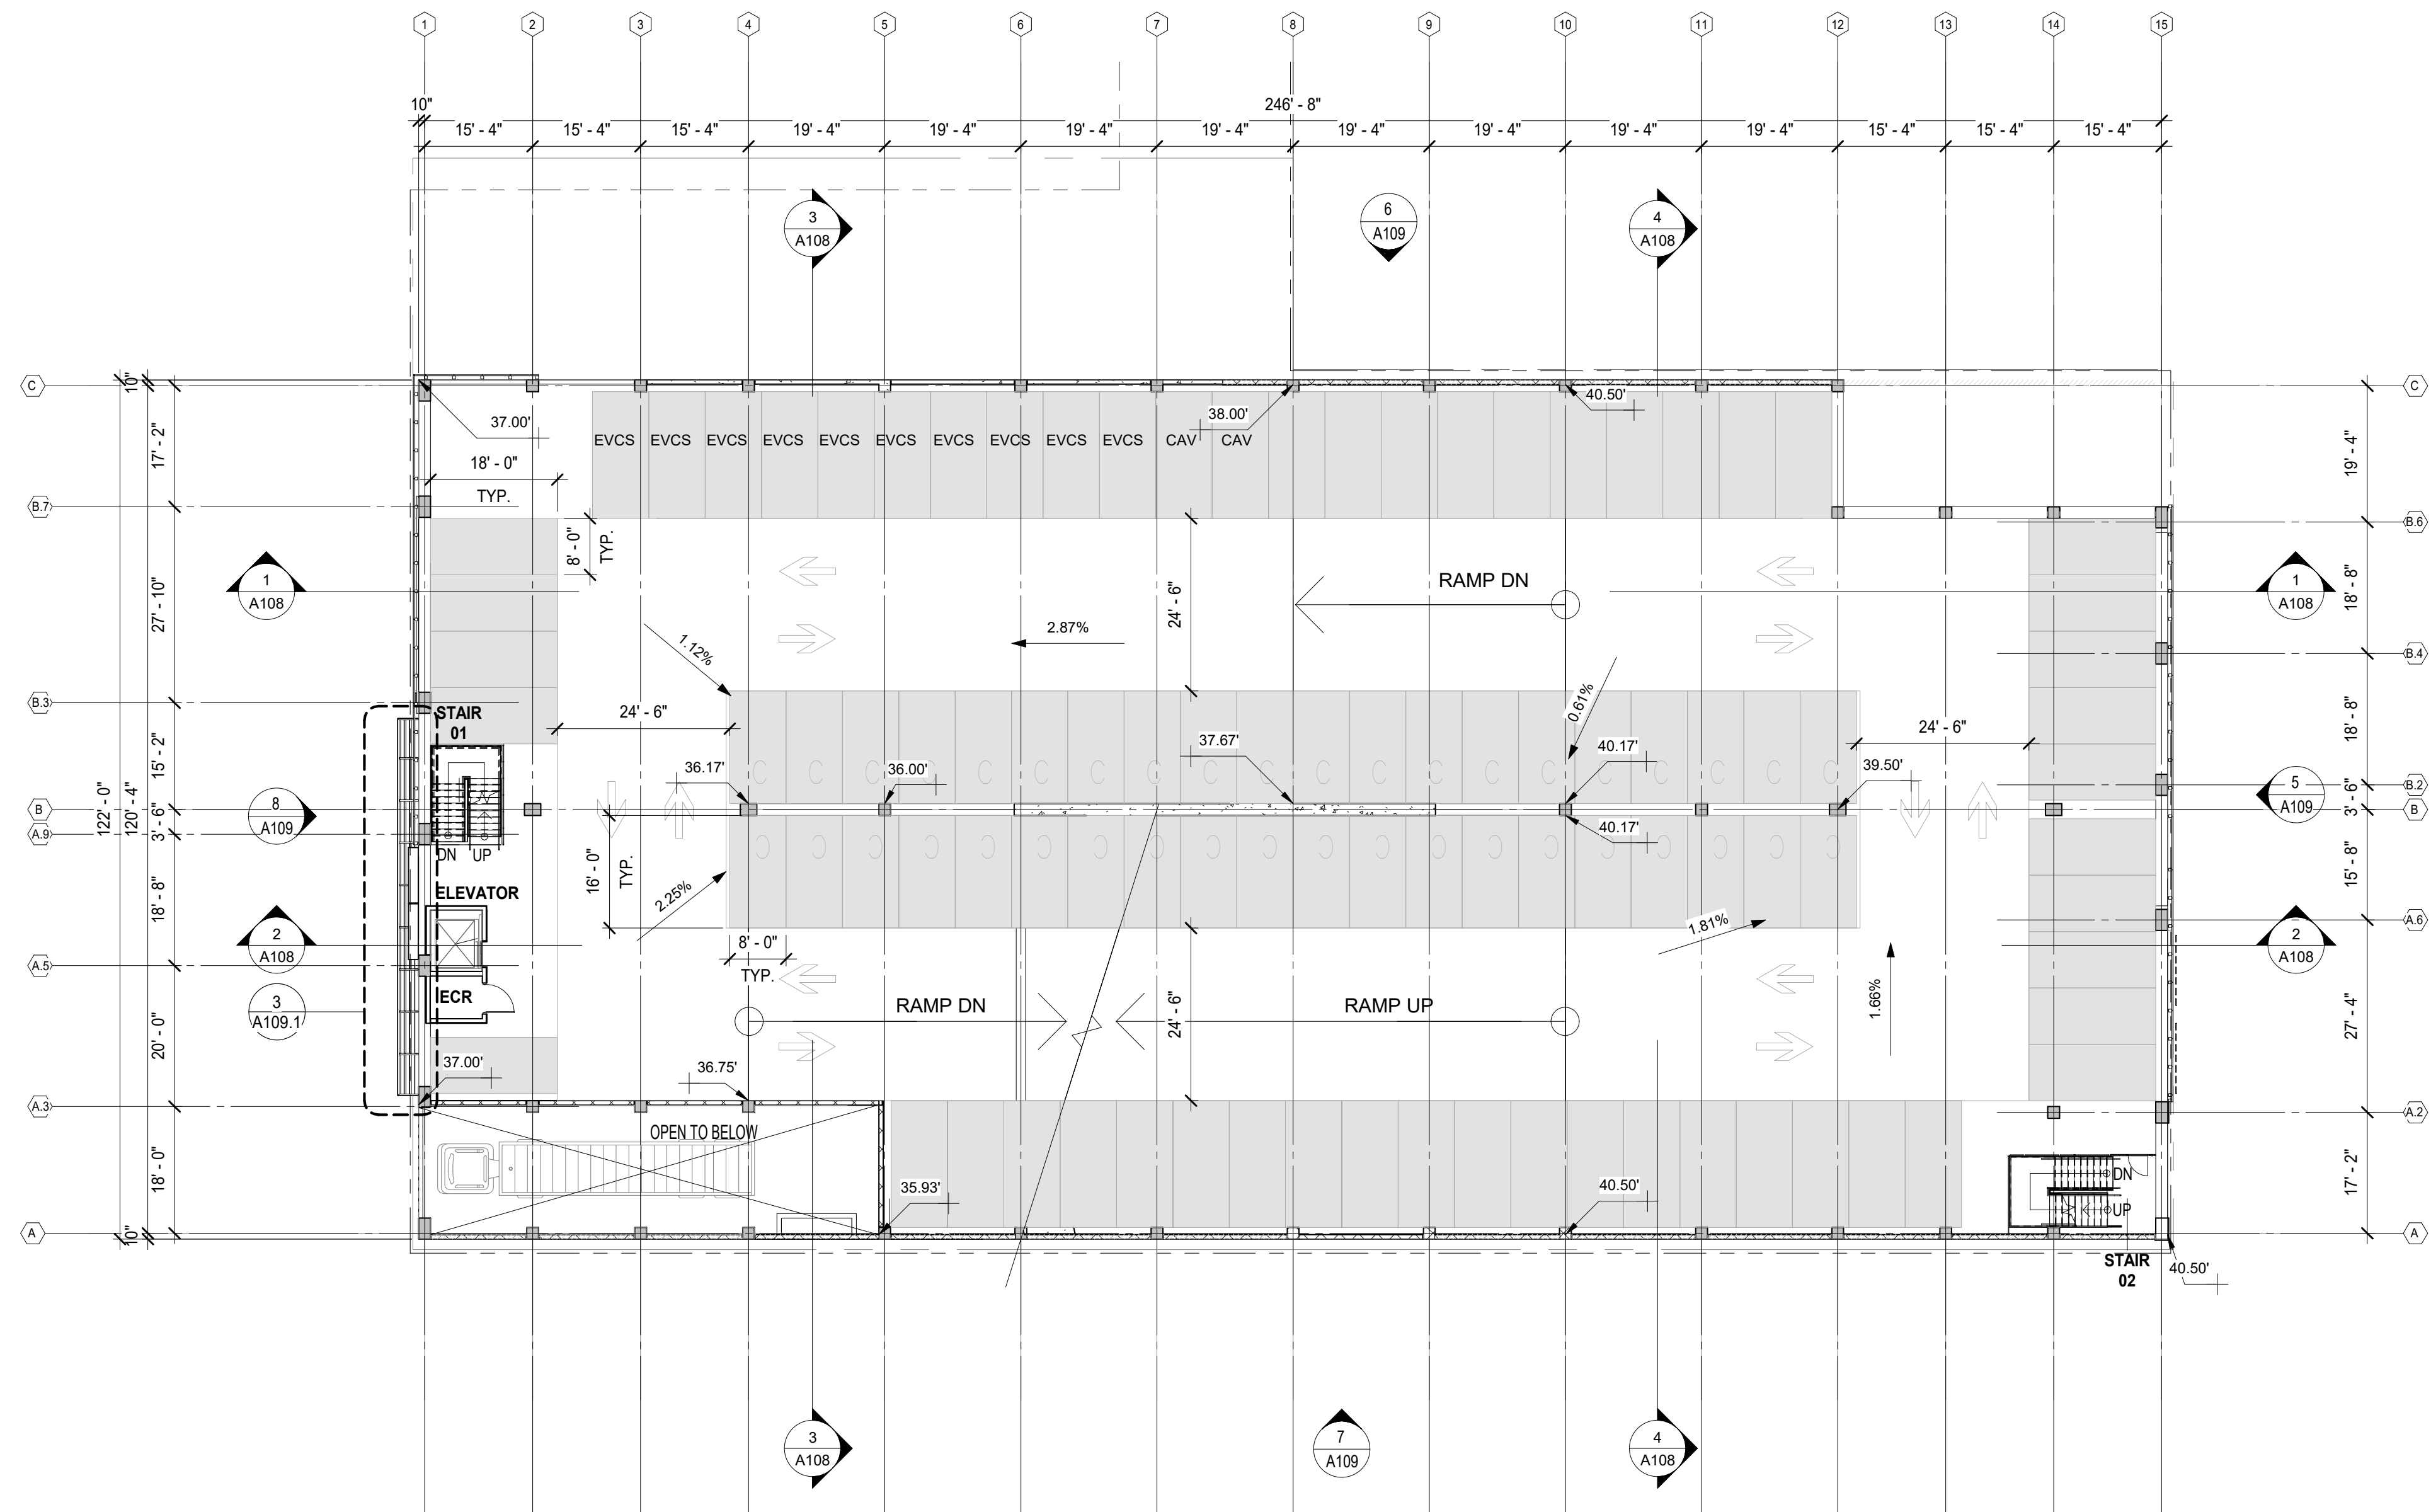 1 2 3 4 5 6 7 8 9 10 11 12 13 14 15
10" 246' - 8"
15' - 4" 15' - 4" 15' - 4" 19' - 4" 19' - 4" 19' - 4" 19' - 4" 19' - 4" 19' - 4" 19' - 4" 19' - 4" 15' - 4" 15' - 4" 15' - 4"
3
A108
6
A109
4
A108
C 10" C
37.00' 38.00' 40.50'
EVCS EVCS EVCS EVCS EVCS EVCS EVCS EVCS EVCS EVCS CAV CAV
17' - 2" 19' - 4"
18' - 0"
TYP.
B.7 B.6
8' - 0"
TYP.
1
A108
27' - 10"
24' - 6"
RAMP DN
1
A108
18' - 8"
2.87%
1.12%
B.4
0.61%
B.3
STAIR
01
24' - 6" 24' - 6"
15' - 2" 18' - 8"
37.67' 40.17'
36.17' 36.00' 39.50'
B.2
122' - 0" 120' - 4"
8
A109
5
A109
B 3' - 6" 3' - 6" B
A.9
40.17'
DN UP
16' - 0"
TYP.
2.25%
ELEVATOR
18' - 8" 15' - 8"
1.81%
A.6
2
A108
2
A108
8' - 0"
TYP.
A.5
ECR
3
A109.1
RAMP DN RAMP UP
24' - 6"
1.66%
20' - 0" 27' - 4"
37.00' 36.75'
A.3 A.2
OPEN TO BELOW
18' - 0" 17' - 2"
35.93' 40.50'
DN
UP
A 10" A
STAIR
02
40.50'
3
A108
7
A109
4
A108